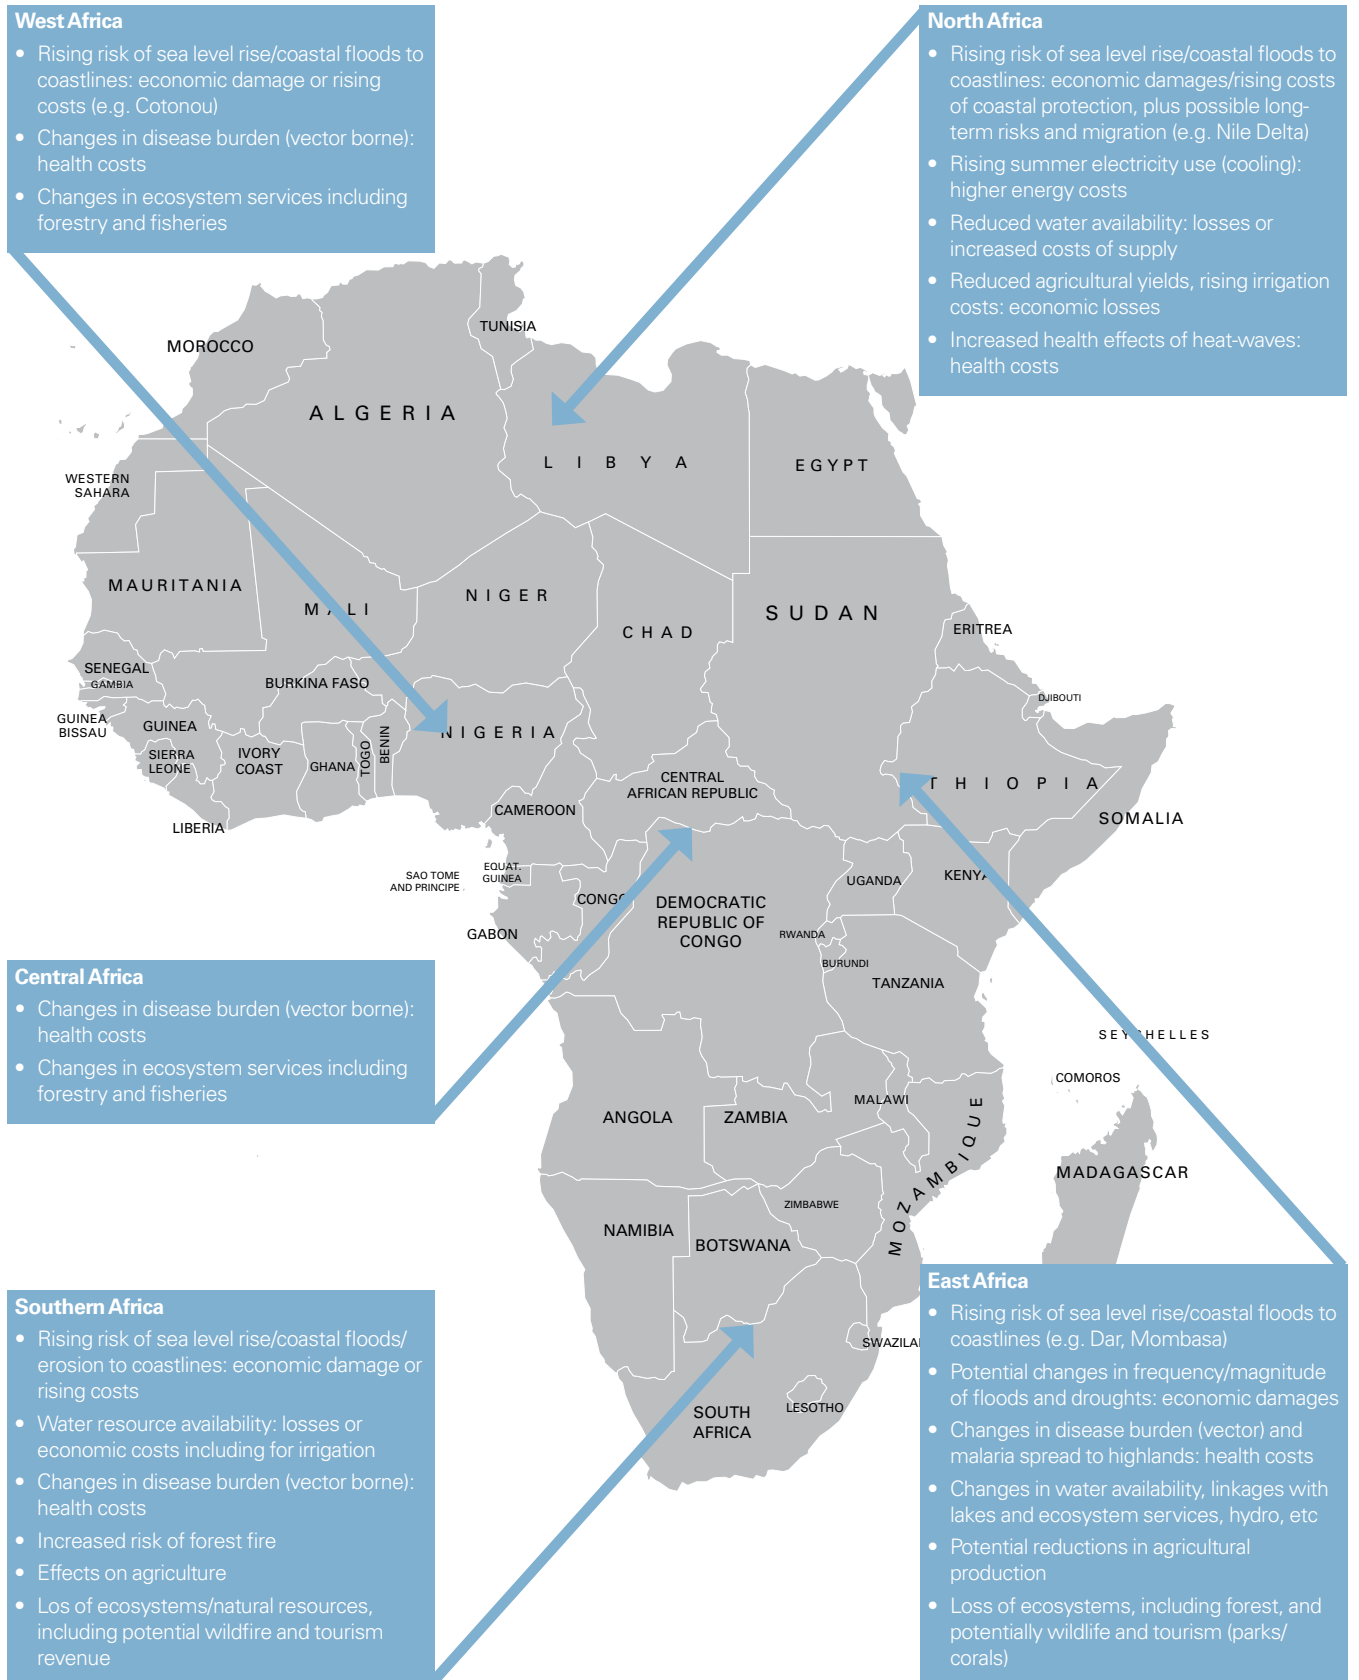 West Africa
• Rising risk of sea level rise/coastal floods to
coastlines: economic damage or rising
costs (e.g. Cotonou)
• Changes in disease burden (vector borne):
health costs
• Changes in ecosystem services including
forestry and fisheries
North Africa
• Rising risk of sea level rise/coastal floods to
coastlines: economic damages/rising costs
of coastal protection, plus possible long-
term risks and migration (e.g. Nile Delta)
• Rising summer electricity use (cooling):
higher energy costs
• Reduced water availability: losses or
increased costs of supply
• Reduced agricultural yields, rising irrigation
costs: economic losses
• Increased health effects of heat-waves:
health costs
TUNISIA
MOROCCO
ALGERIA
LIBYA
EGYPT
WESTERN
SAHARA
MAURITANIA
MALI
NIGER
CHAD
SUDAN
ERITREA
SENEGAL
GAMBIA
BURKINA FASO
DJIBOUTI
GUINEA
BISSAU
GUINEA
NIGERIA
SIERRA
LEONE
IVORY
COAST
GHANA
TOGO
BENIN
CENTRAL
AFRICAN REPUBLIC
THIOPIA
CAMEROON
SOMALIA
LIBERIA
EQUAT.
GUINEA
SAO TOME
AND PRINCIPE
UGANDA
KENYA
CONGO
DEMOCRATIC
REPUBLIC OF
CONGO
GABON
RWANDA
BURUNDI
TANZANIA
Central Africa
• Changes in disease burden (vector borne):
health costs
• Changes in ecosystem services including
forestry and fisheries
SEYCHELLES
COMOROS
ANGOLA
ZAMBIA
MALAWI
MOZAMBIQUE
MADAGASCAR
ZIMBABWE
NAMIBIA
BOTSWANA
SWAZILA
LESOTHO
SOUTH
AFRICA
Southern Africa
• Rising risk of sea level rise/coastal floods/
erosion to coastlines: economic damage or
rising costs
• Water resource availability: losses or
economic costs including for irrigation
• Changes in disease burden (vector borne):
health costs
• Increased risk of forest fire
• Effects on agriculture
• Los of ecosystems/natural resources,
including potential wildfire and tourism
revenue
East Africa
• Rising risk of sea level rise/coastal floods to
coastlines (e.g. Dar, Mombasa)
• Potential changes in frequency/magnitude
of floods and droughts: economic damages
• Changes in disease burden (vector) and
malaria spread to highlands: health costs
• Changes in water availability, linkages with
lakes and ecosystem services, hydro, etc
• Potential reductions in agricultural
production
• Loss of ecosystems, including forest, and
potentially wildlife and tourism (parks/
corals)